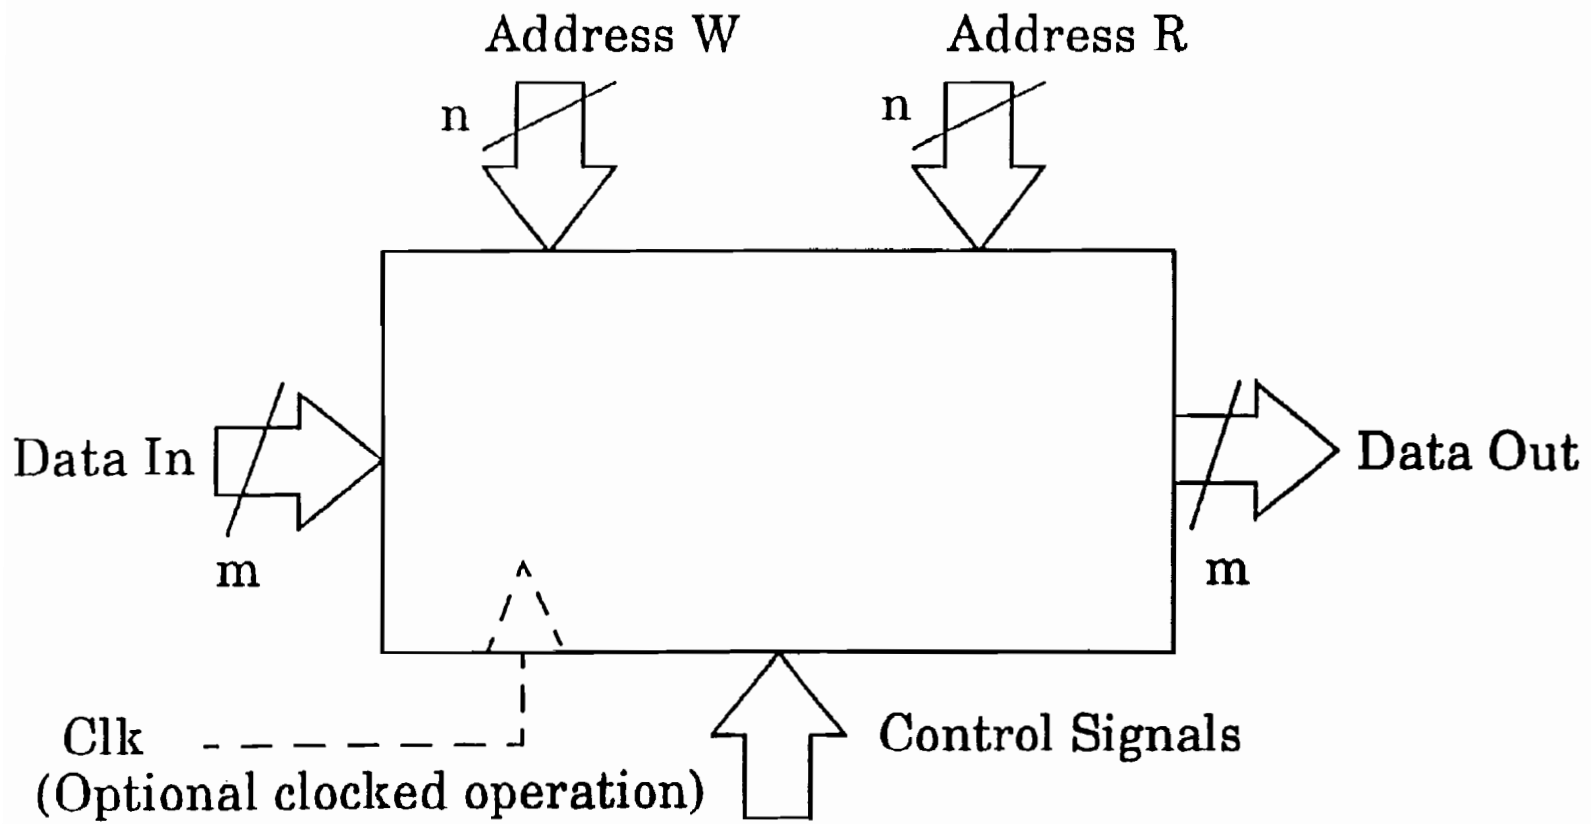 Address W
Address R
n
n
Data In
m
Data Out
m
Clk
(Optional clocked operation)
Control Signals